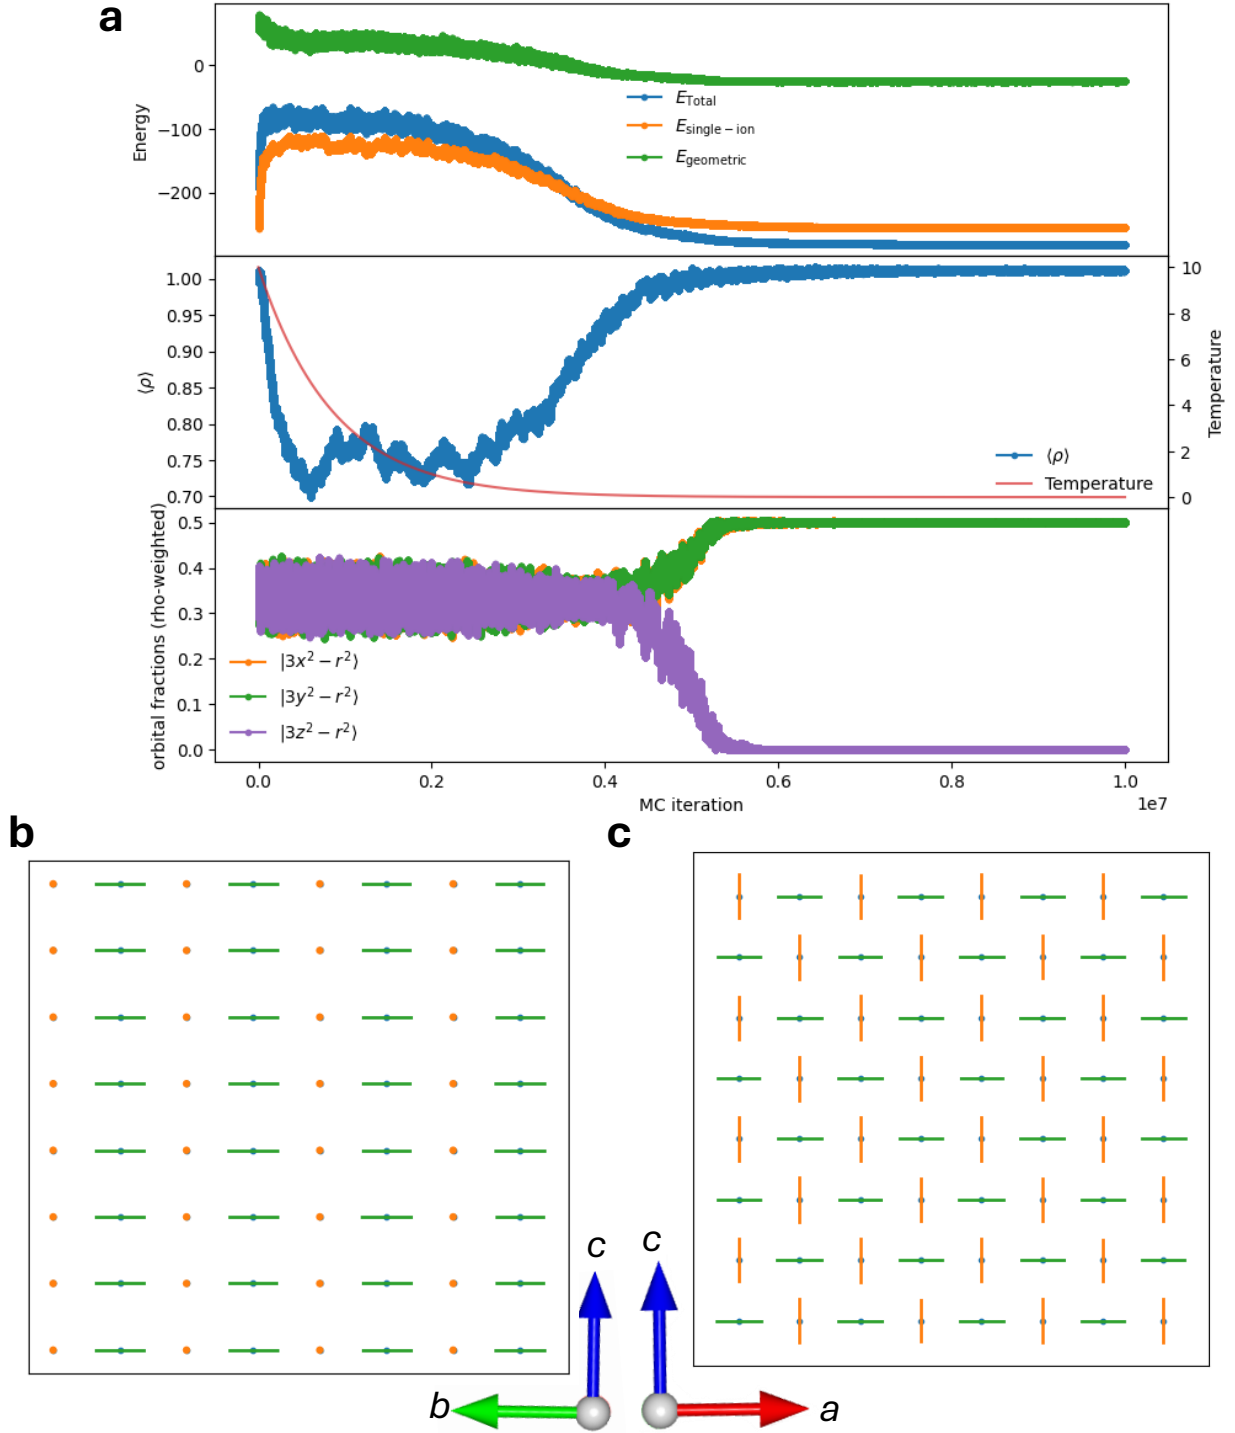 a
0
−100
−200
Energy
E_Total
E_single−ion
E_geometric
1.00
0.95
0.90
0.85
0.80
0.75
0.70
⟨ρ⟩
10
8
6
4
2
0
Temperature
⟨ρ⟩
Temperature
0.5
0.4
0.3
0.2
0.1
0.0
orbital fractions (rho-weighted)
|3x² − r²⟩
|3y² − r²⟩
|3z² − r²⟩
0.0 0.2 0.4 0.6 0.8 1.0
1e7
MC iteration
b
c
c
c
b
a